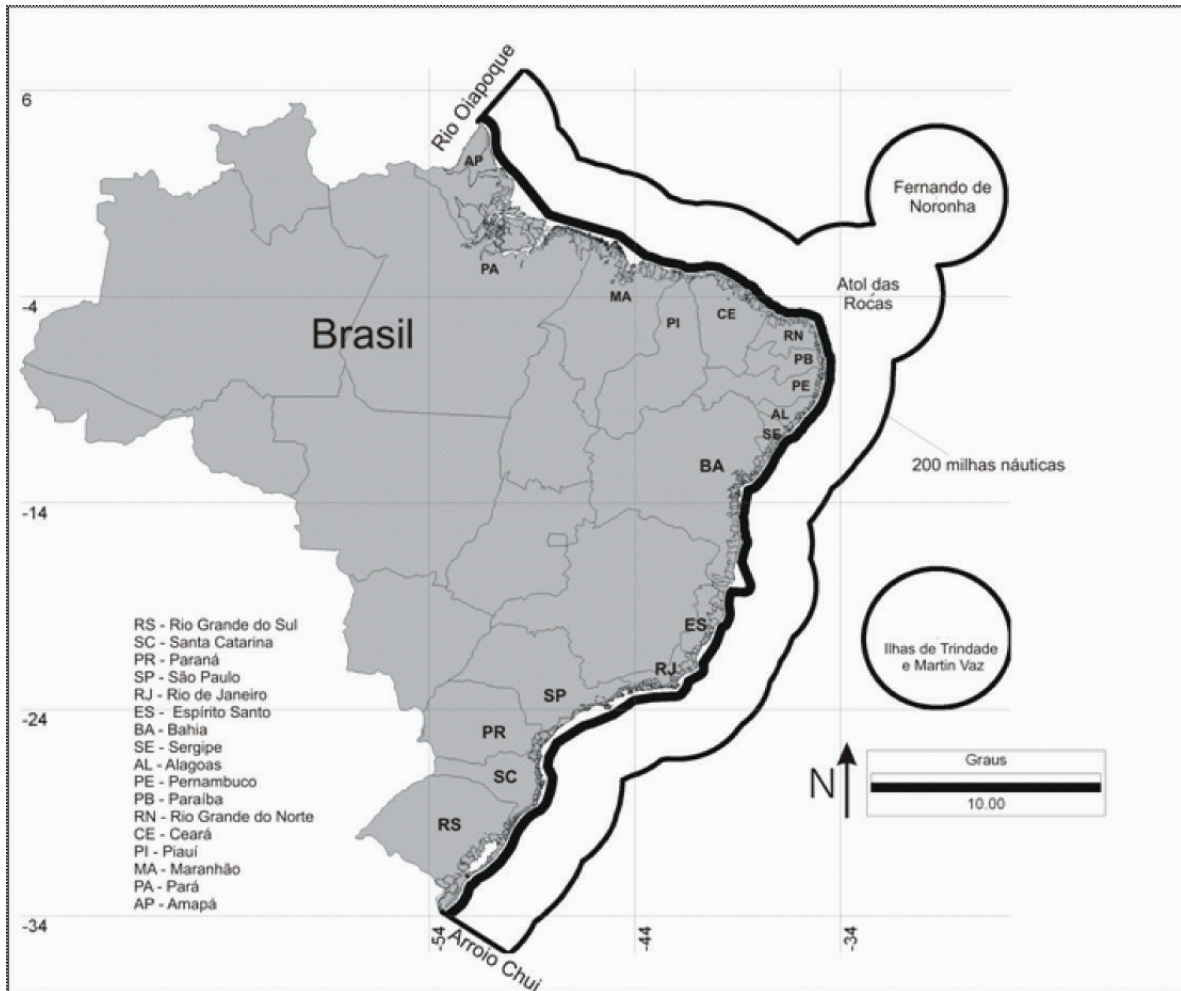 6
-4
-14
-24
-34
-54
-44
-34
Rio Oiapoque
Arroio Chui
Brasil
AP
PA
MA
PI
CE
RN
PB
PE
AL
SE
BA
ES
RJ
SP
PR
SC
RS
Fernando de
Noronha
Atol das
Rocas
200 milhas náuticas
Ilhas de Trindade
e Martin Vaz
N
Graus
10.00
RS - Rio Grande do Sul
SC - Santa Catarina
PR - Paraná
SP - São Paulo
RJ - Rio de Janeiro
ES - Espírito Santo
BA - Bahia
SE - Sergipe
AL - Alagoas
PE - Pernambuco
PB - Paraíba
RN - Rio Grande do Norte
CE - Ceará
PI - Piauí
MA - Maranhão
PA - Pará
AP - Amapá